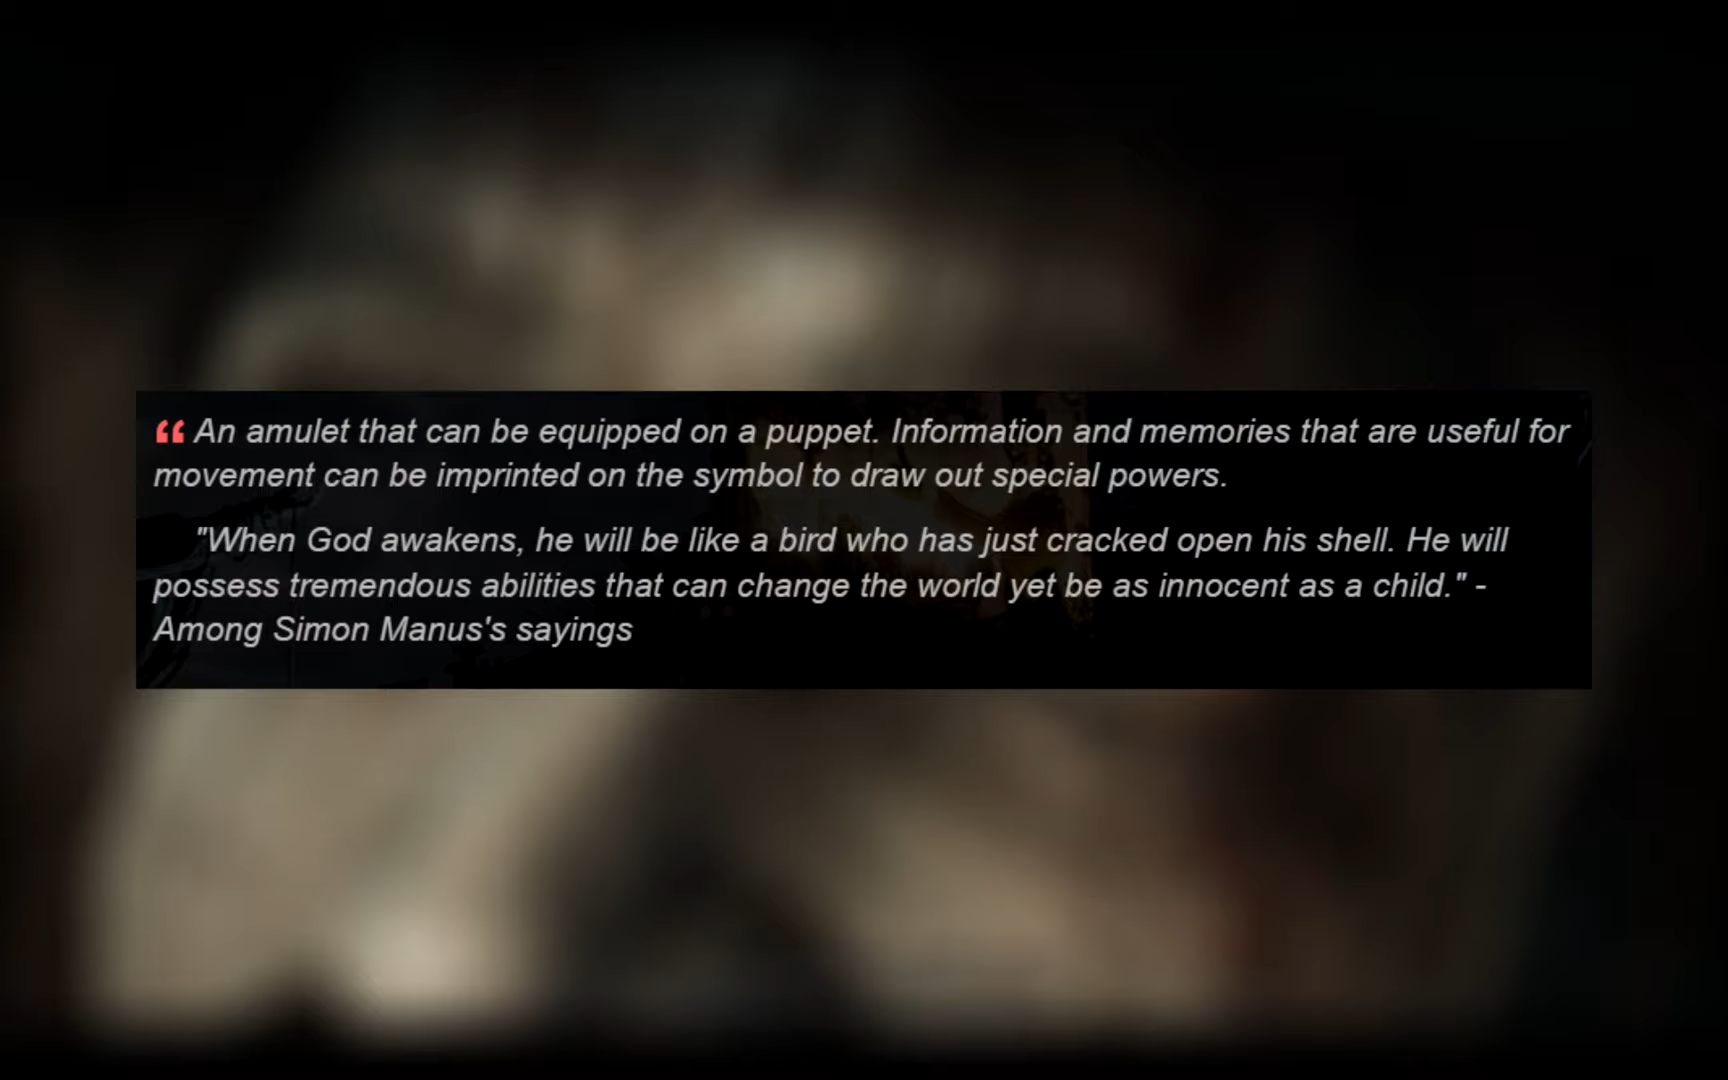 “ An amulet that can be equipped on a puppet. Information and memories that are useful for
movement can be imprinted on the symbol to draw out special powers.
"When God awakens, he will be like a bird who has just cracked open his shell. He will
possess tremendous abilities that can change the world yet be as innocent as a child." -
Among Simon Manus's sayings